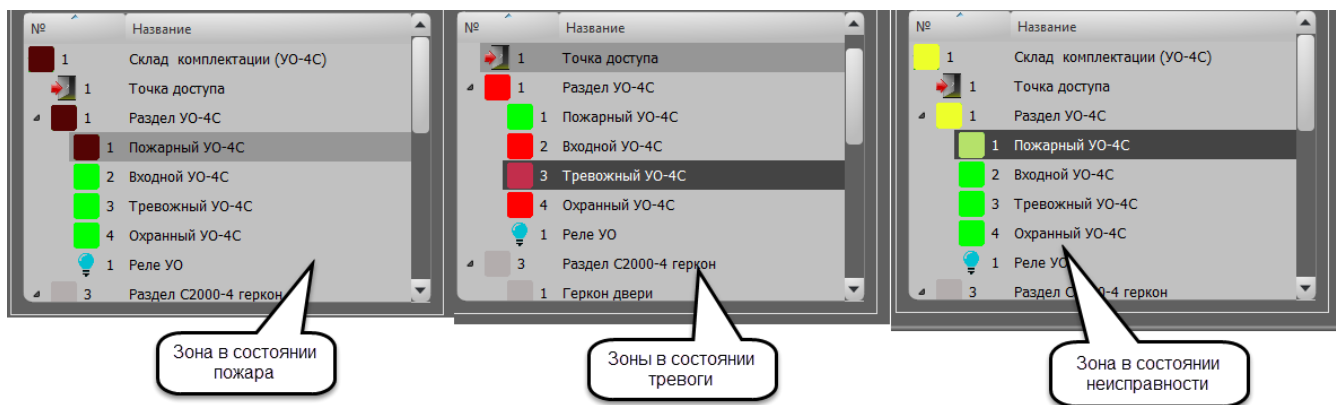 № Название
1 Склад комплектации (УО-4С)
1 Точка доступа
1 Раздел УО-4С
1 Пожарный УО-4С
2 Входной УО-4С
3 Тревожный УО-4С
4 Охранный УО-4С
1 Реле УО
3 Раздел С2000-4 геркон
Зона в состоянии
пожара
№ Название
1 Точка доступа
1 Раздел УО-4С
1 Пожарный УО-4С
2 Входной УО-4С
3 Тревожный УО-4С
4 Охранный УО-4С
1 Реле УО
3 Раздел С2000-4 геркон
1 Геркон двери
Зоны в состоянии
тревоги
№ Название
1 Склад комплектации (УО-4С)
1 Точка доступа
1 Раздел УО-4С
1 Пожарный УО-4С
2 Входной УО-4С
3 Тревожный УО-4С
4 Охранный УО-4С
1 Реле УО
3 Раздел геркон
Зона в состоянии
неисправности